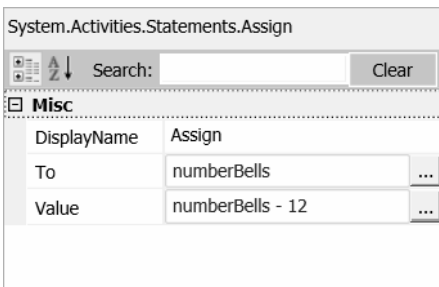 System.Activities.Statements.Assign
Search: Clear
Misc
DisplayName Assign
To numberBells ...
Value numberBells - 12 ...